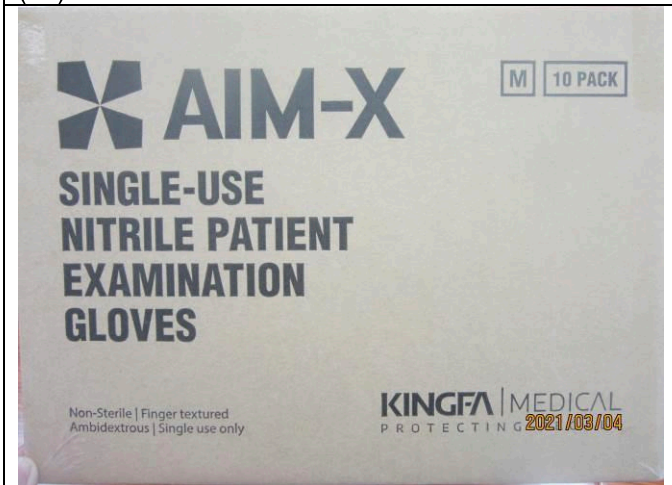 AIM-X
M
10 PACK
SINGLE-USE
NITRILE PATIENT
EXAMINATION
GLOVES
Non-Sterile | Finger textured
Ambidextrous | Single use only
KINGFA | MEDICAL
PROTECTING
2021/03/04